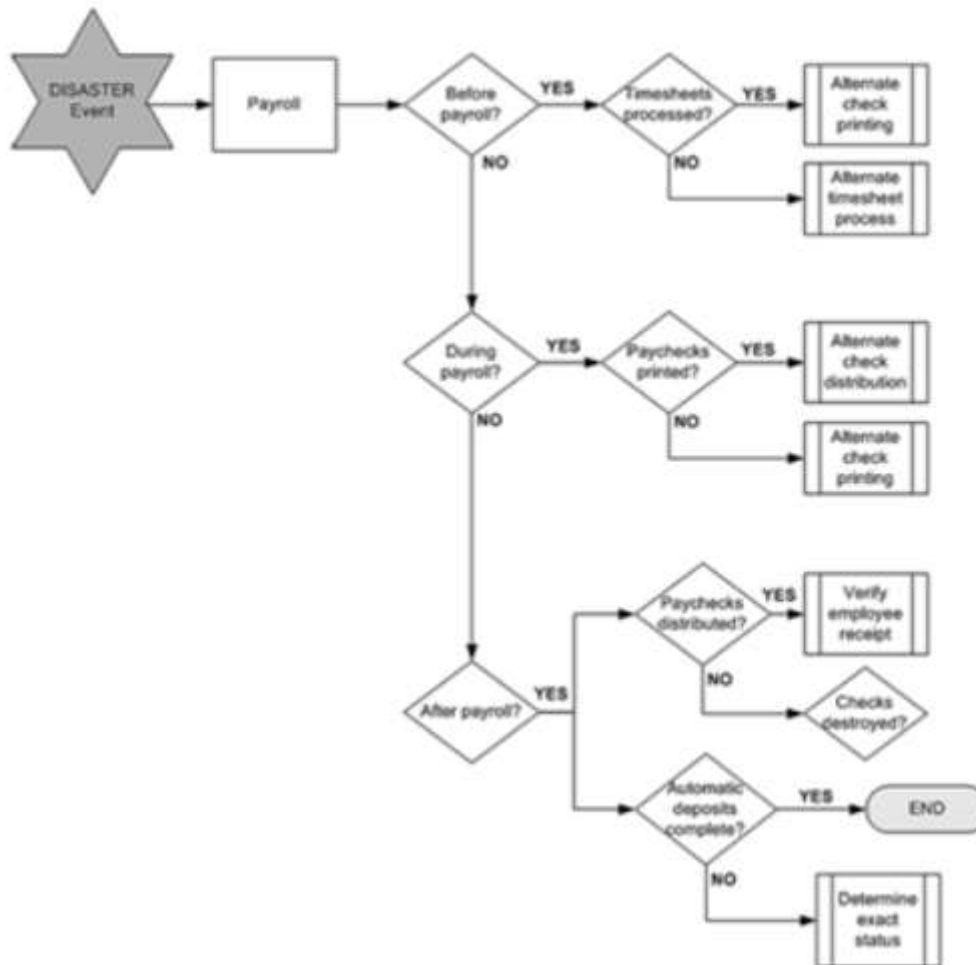 DISASTER
Event
Payroll
Before
payroll?
YES
Timesheets
processed?
YES
Alternate
check
printing
NO
NO
Alternate
timesheet
process
During
payroll?
YES
Paychecks
printed?
YES
Alternate
check
distribution
NO
NO
Alternate
check
printing
After payroll?
YES
Paychecks
distributed?
YES
Verify
employee
receipt
NO
Checks
destroyed?
Automatic
deposits
complete?
YES
END
NO
Determine
exact
status